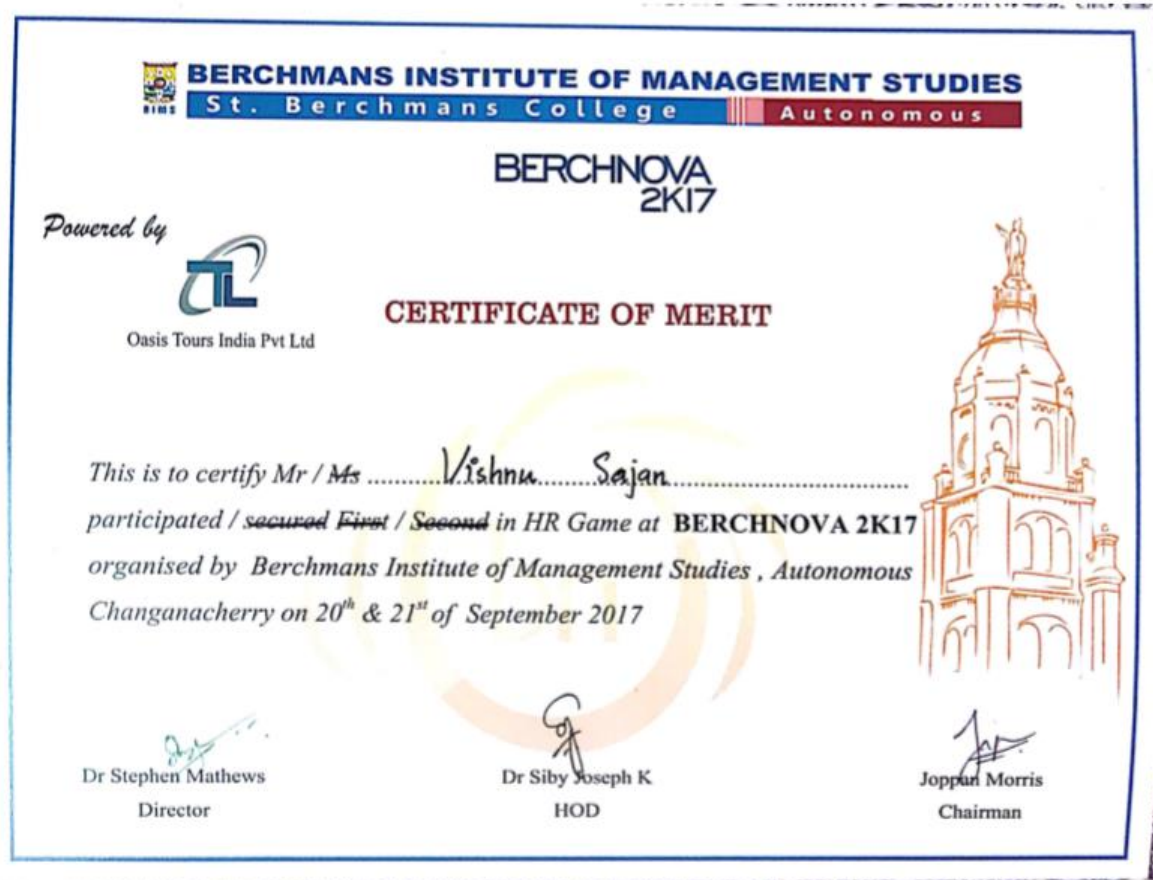 BERCHMANS INSTITUTE OF MANAGEMENT STUDIES
BIMS
St. Berchmans College Autonomous
BERCHNOVA
2K17
Powered by
TL
Oasis Tours India Pvt Ltd
CERTIFICATE OF MERIT
This is to certify Mr / Ms ..........Vishnu.........Sajan.............................................
participated / secured First / Second in HR Game at BERCHNOVA 2K17
organised by Berchmans Institute of Management Studies , Autonomous
Changanacherry on 20th & 21st of September 2017
Dr Stephen Mathews Dr Siby Joseph K Joppan Morris
Director HOD Chairman